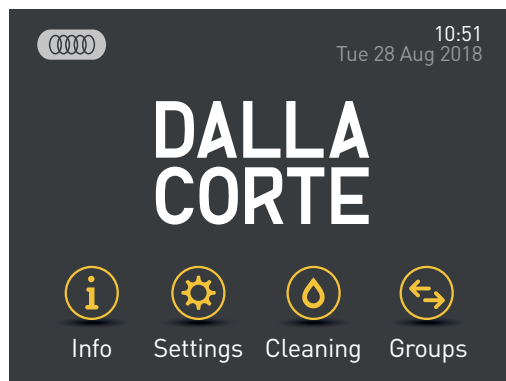 10:51
Tue 28 Aug 2018
DALLA
CORTE
Info Settings Cleaning Groups